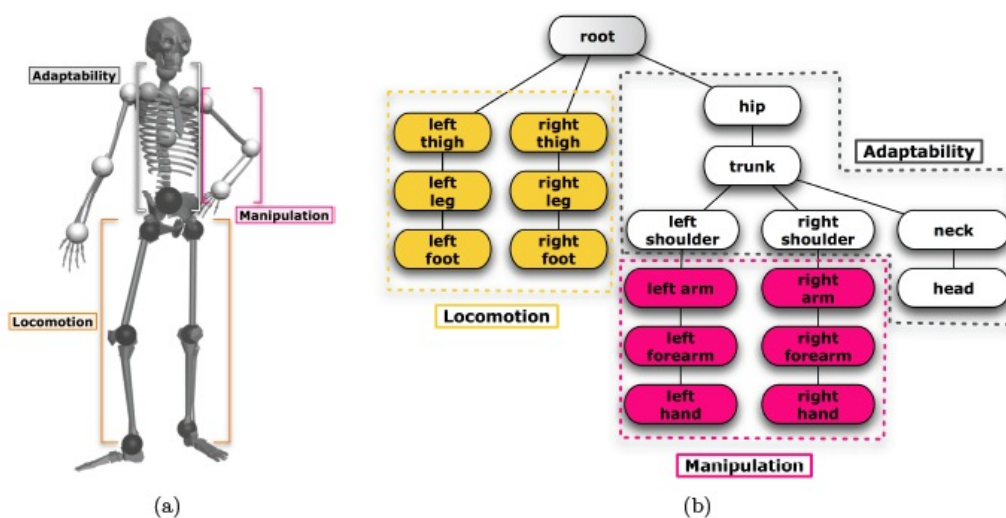 Adaptability
Manipulation
Locomotion
(a)
root
hip
left
thigh
right
thigh
Adaptability
trunk
left
leg
right
leg
left
shoulder
right
shoulder
neck
left
foot
right
foot
left arm
right
arm
head
Locomotion
left
forearm
right
forearm
left
hand
right
hand
Manipulation
(b)